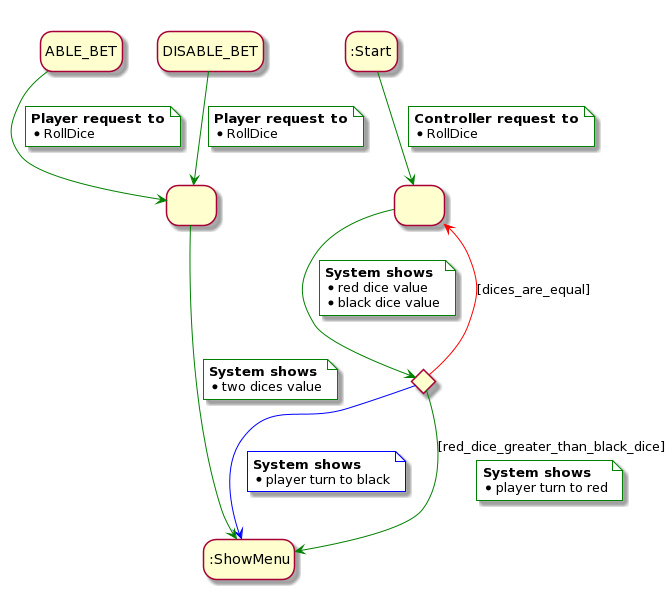 ABLE_BET
DISABLE_BET
:Start
Player request to
• RollDice
Player request to
• RollDice
Controller request to
• RollDice
System shows
• red dice value
• black dice value
[dices_are_equal]
System shows
• two dices value
[red_dice_greater_than_black_dice]
System shows
• player turn to black
System shows
• player turn to red
:ShowMenu